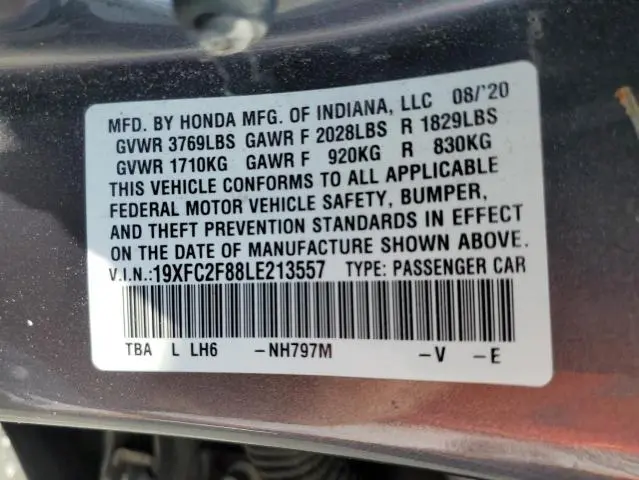 MFD. BY HONDA MFG. OF INDIANA, LLC 08/'20
GVWR 3769LBS GAWR F 2028LBS R 1829LBS
GVWR 1710KG GAWR F 920KG R 830KG
THIS VEHICLE CONFORMS TO ALL APPLICABLE
FEDERAL MOTOR VEHICLE SAFETY, BUMPER,
AND THEFT PREVENTION STANDARDS IN EFFECT
ON THE DATE OF MANUFACTURE SHOWN ABOVE.
V.I.N.:19XFC2F88LE213557 TYPE: PASSENGER CAR
TBA L LH6 -NH797M -V -E